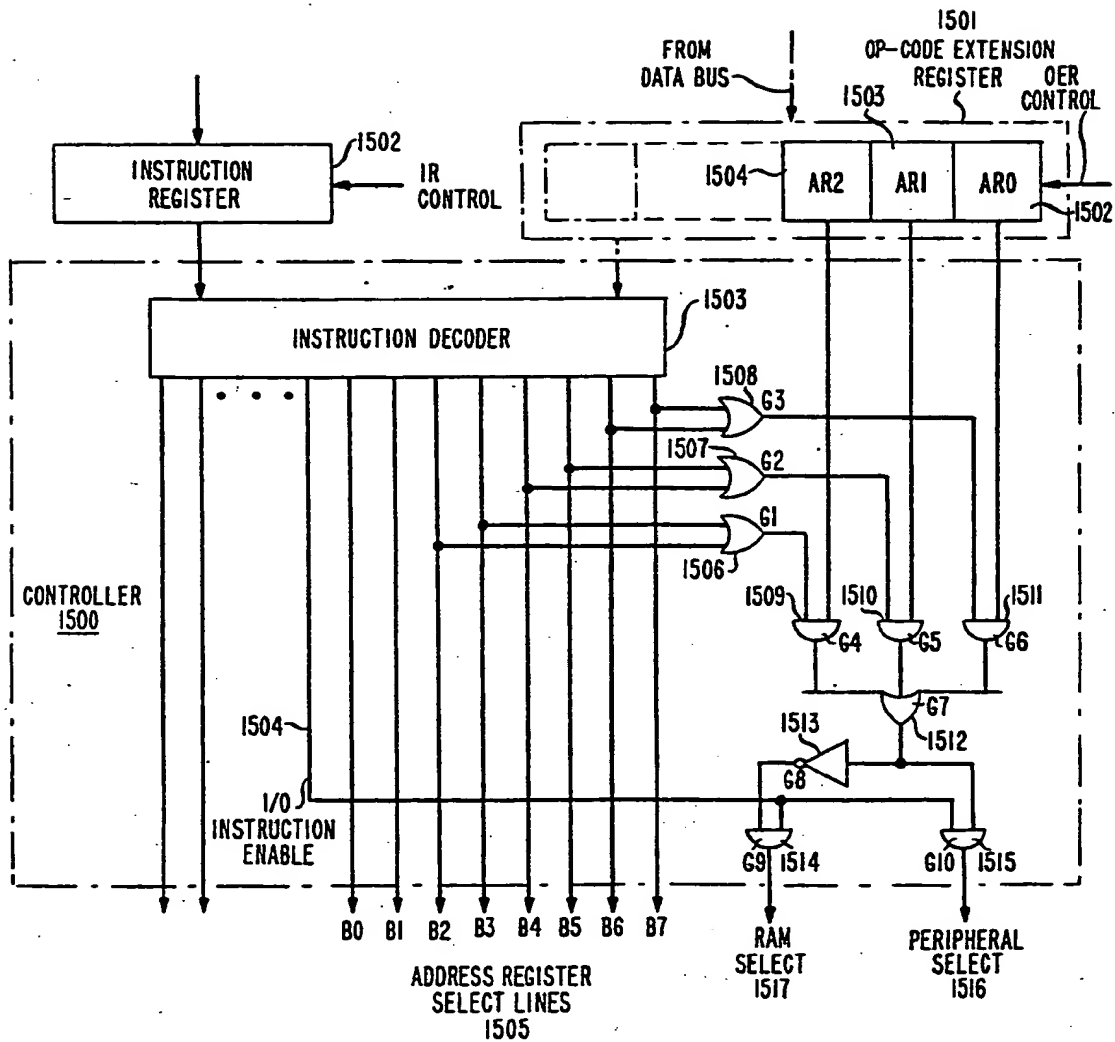 1501
OP-CODE EXTENSION
REGISTER
FROM
DATA BUS
OER
CONTROL
1503
1502
INSTRUCTION
REGISTER
IR
CONTROL
1504
AR2
AR1
AR0
1502
1503
INSTRUCTION DECODER
1508
G3
1507
G2
G1
1506
CONTROLLER
1500
1509
1510
1511
G4
G5
G6
G7
1512
1504
1513
G8
I/O
INSTRUCTION
ENABLE
G9
1514
G10
1515
B0
B1
B2
B3
B4
B5
B6
B7
RAM
SELECT
1517
PERIPHERAL
SELECT
1516
ADDRESS REGISTER
SELECT LINES
1505